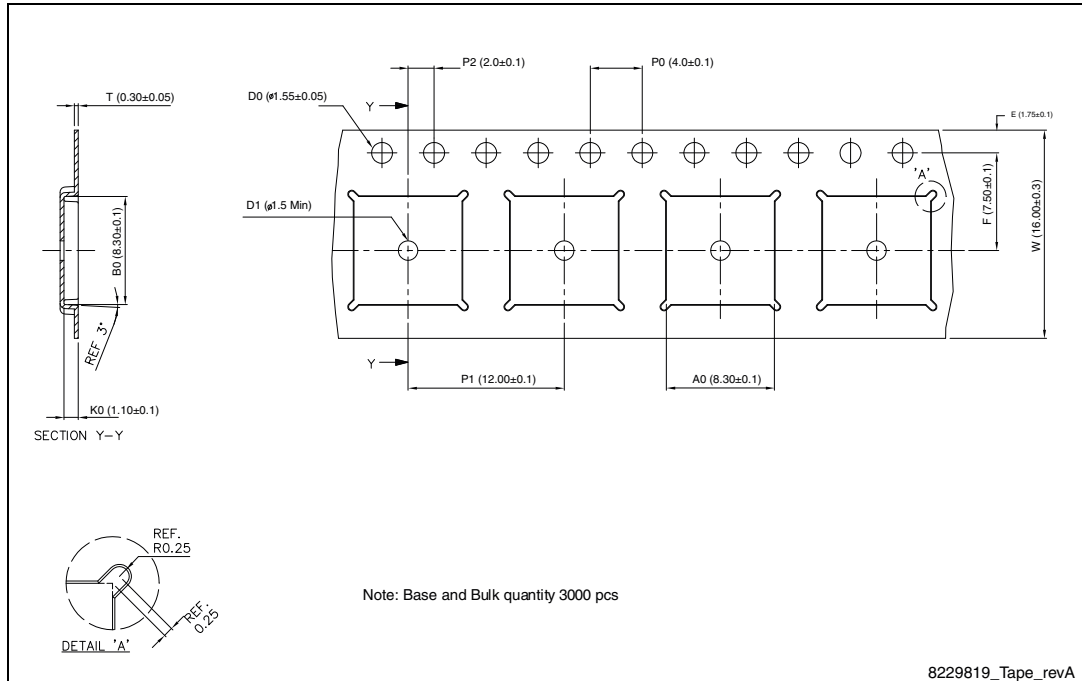 P2 (2.0±0.1)
P0 (4.0±0.1)
T (0.30±0.05)
D0 (ø1.55±0.05)
Y
E (1.75±0.1)
'A'
F (7.50±0.1)
W (16.00±0.3)
D1 (ø1.5 Min)
B0 (8.30±0.1)
REF 3°
Y
P1 (12.00±0.1)
A0 (8.30±0.1)
K0 (1.10±0.1)
SECTION Y-Y
REF.
R0.25
REF.
0.25
DETAIL 'A'
Note: Base and Bulk quantity 3000 pcs
8229819_Tape_revA